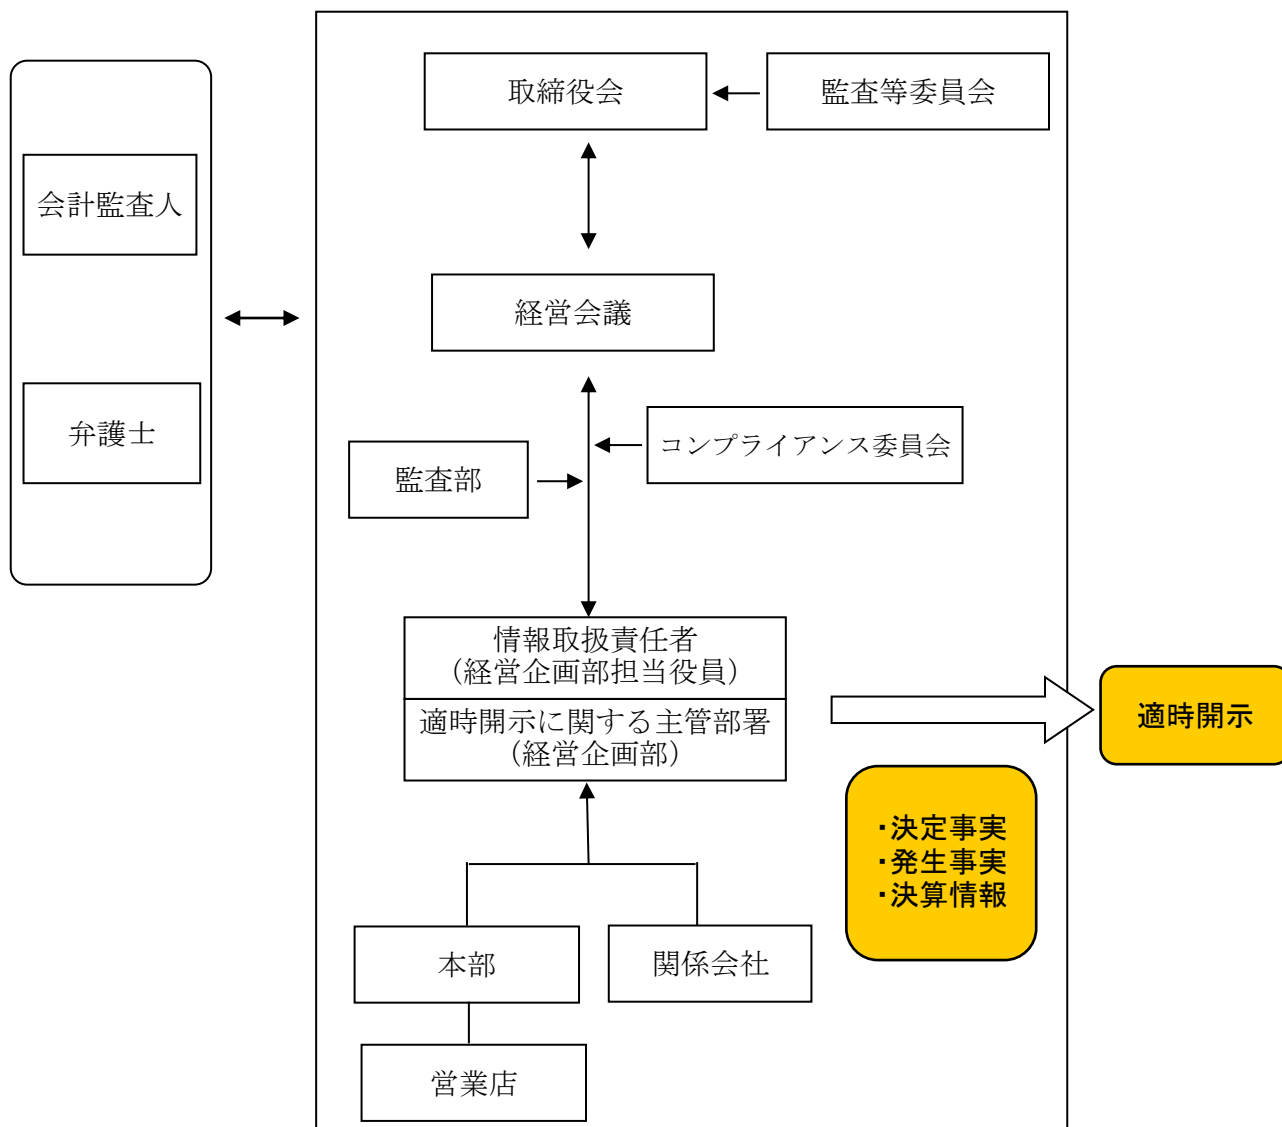 取締役会
監査等委員会
会計監査人
弁護士
経営会議
コンプライアンス委員会
監査部
情報取扱責任者
（経営企画部担当役員）
適時開示に関する主管部署
（経営企画部）
適時開示
・決定事実
・発生事実
・決算情報
本部
関係会社
営業店